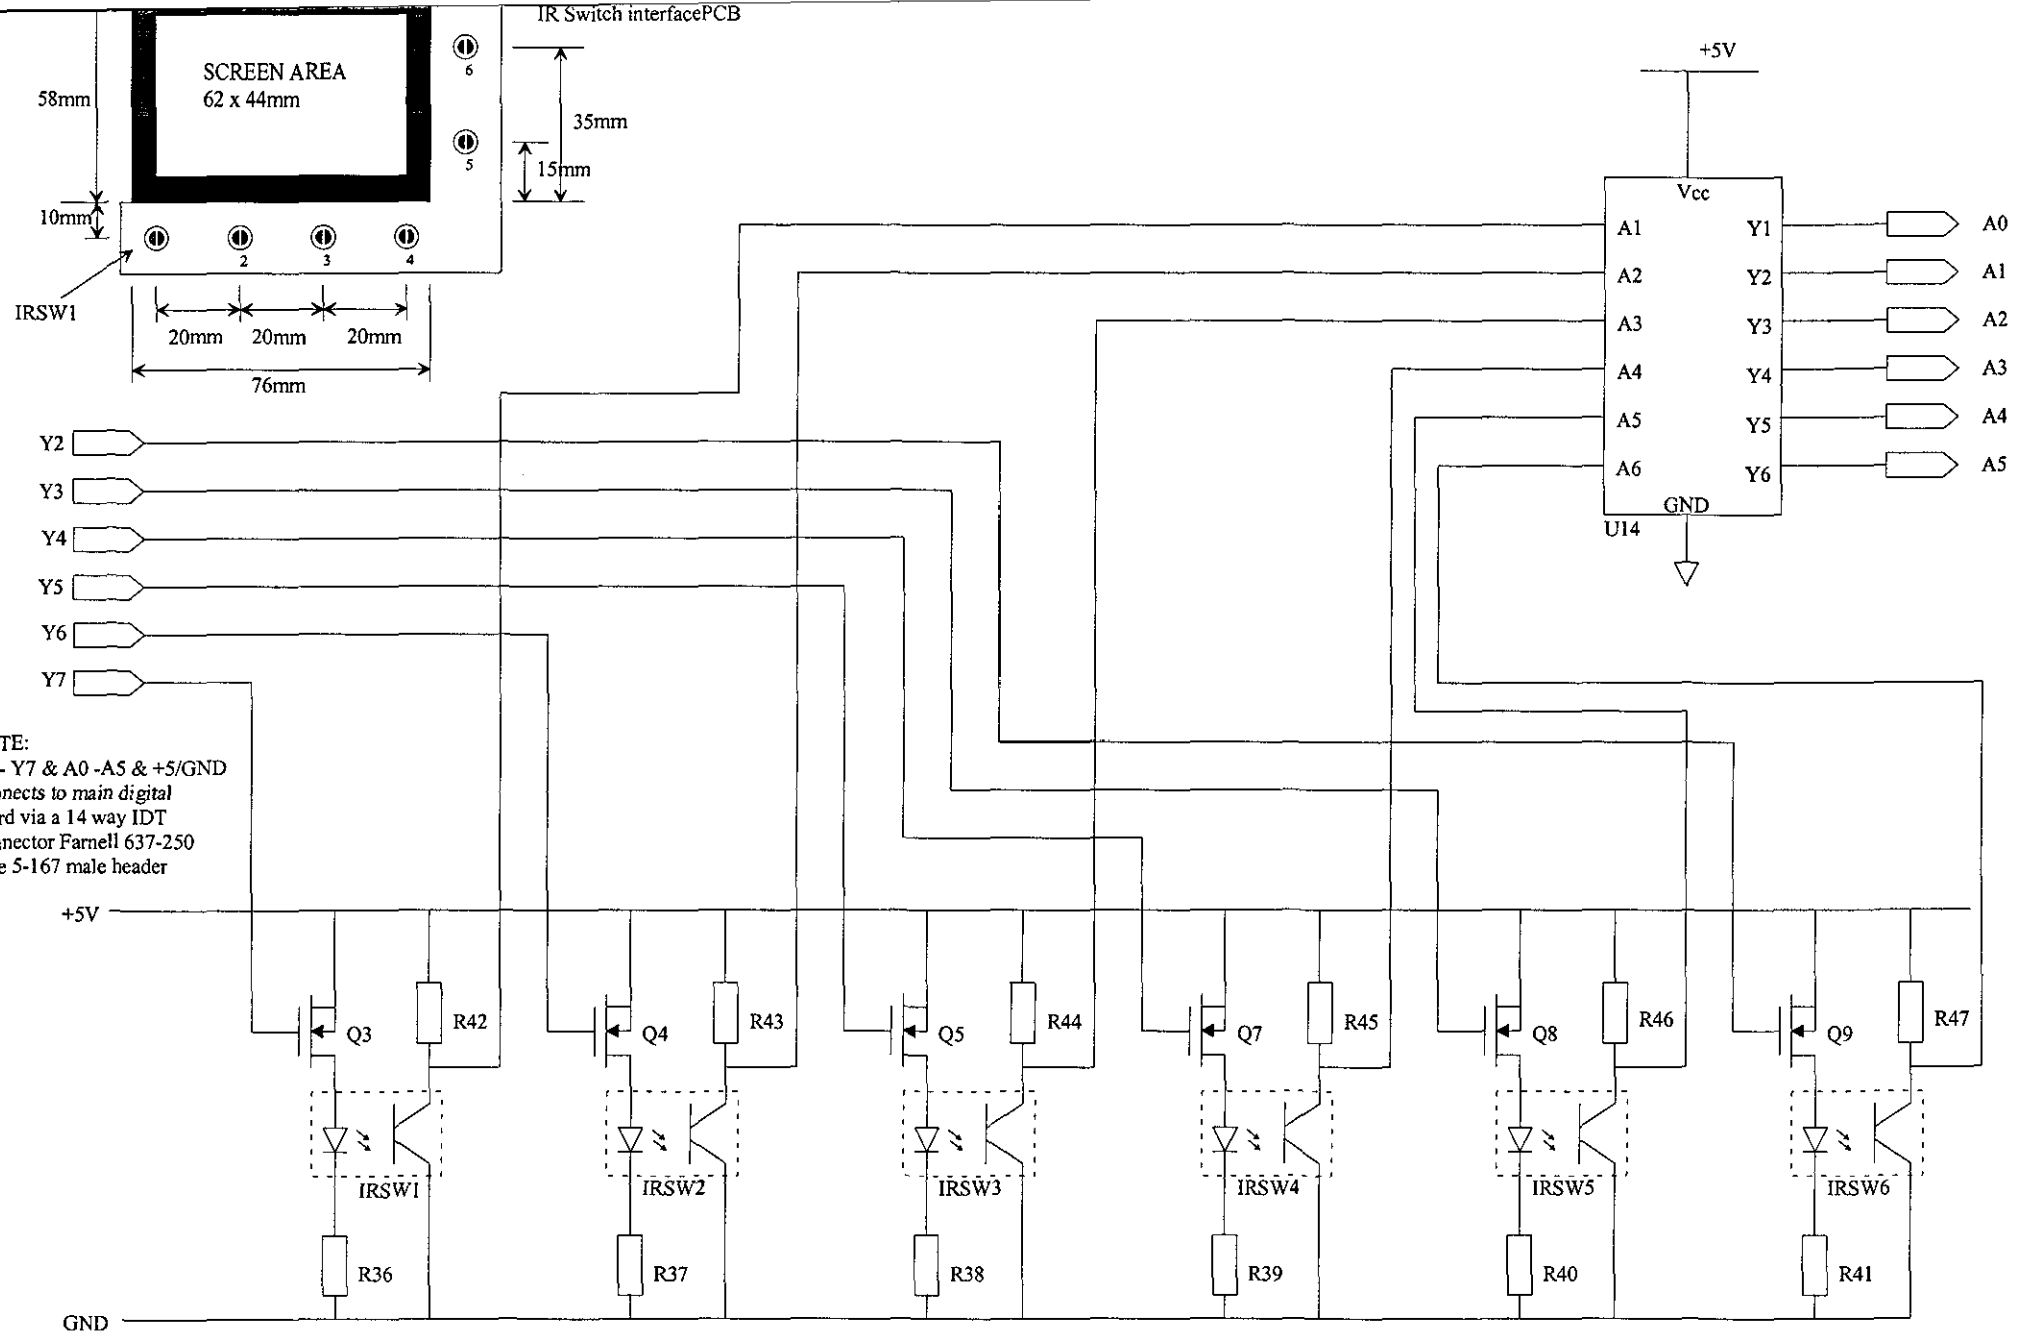 IR Switch interfacePCB
SCREEN AREA
62 x 44mm
58mm
10mm
6
5
35mm
15mm
2
3
4
IRSW1
20mm
20mm
20mm
76mm
+5V
Vcc
A1
A2
A3
A4
A5
A6
Y1
Y2
Y3
Y4
Y5
Y6
GND
U14
A0
A1
A2
A3
A4
A5
Y2
Y3
Y4
Y5
Y6
Y7
TE:
- Y7 & A0 -A5 & +5/GND
nects to main digital
rd via a 14 way IDT
nector Farnell 637-250
e 5-167 male header
+5V
Q3
R42
Q4
R43
Q5
R44
Q7
R45
Q8
R46
Q9
R47
IRSW1
IRSW2
IRSW3
IRSW4
IRSW5
IRSW6
R36
R37
R38
R39
R40
R41
GND